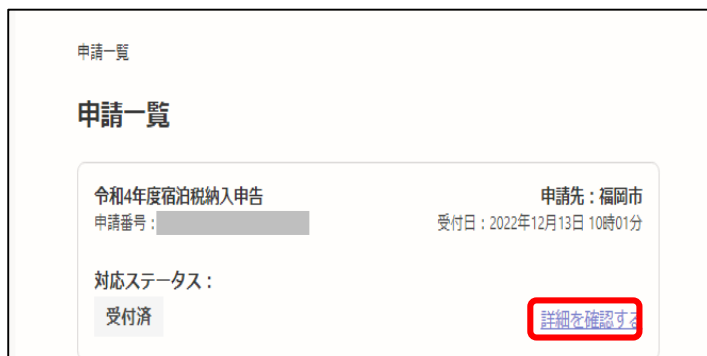 申請一覧
申請一覧
令和4年度宿泊税納入申告
申請先：福岡市
申請番号：
受付日：2022年12月13日 10時01分
対応ステータス：
受付済
詳細を確認する